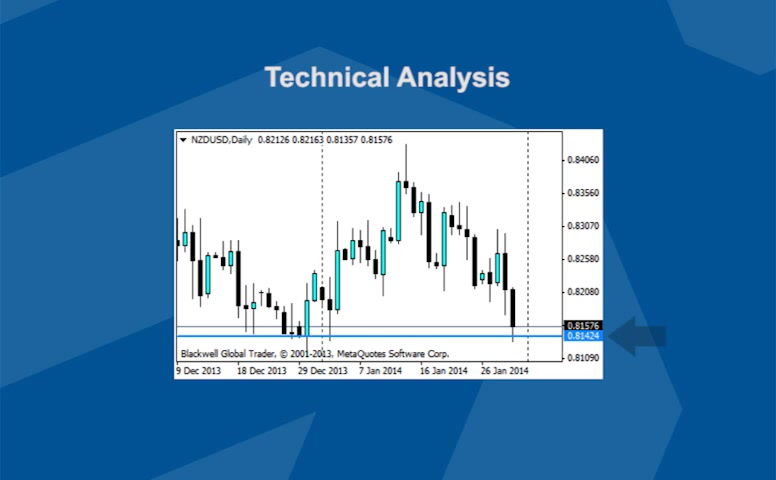 Technical Analysis
NZDUSD,Daily 0.82126 0.82163 0.81357 0.81576
0.84060
0.83560
0.83070
0.82580
0.82080
0.81576
0.81424
0.81090
Blackwell Global Trader, © 2001-2013, MetaQuotes Software Corp.
9 Dec 2013 18 Dec 2013 29 Dec 2013 7 Jan 2014 16 Jan 2014 26 Jan 2014